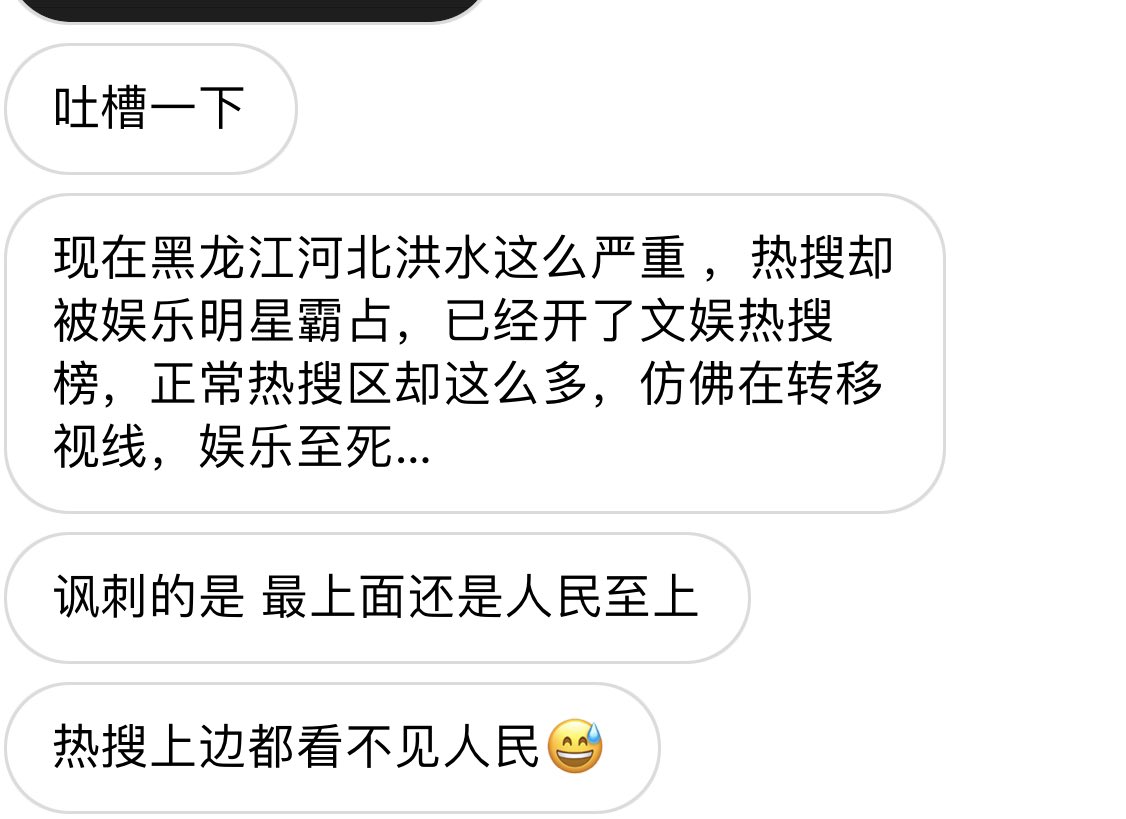 吐槽一下
现在黑龙江河北洪水这么严重 ，热搜却
被娱乐明星霸占，已经开了文娱热搜
榜，正常热搜区却这么多，仿佛在转移
视线，娱乐至死...
讽刺的是 最上面还是人民至上
热搜上边都看不见人民😅